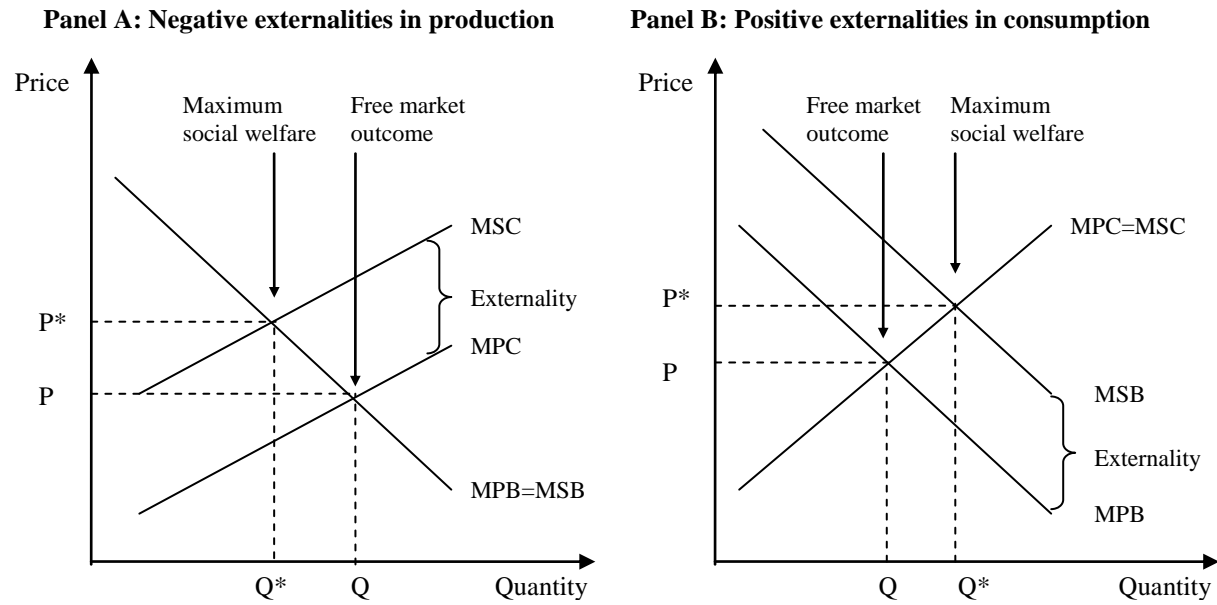 Panel A: Negative externalities in production
Price
Maximum
social welfare
Free market
outcome
MSC
Externality
MPC
P*
P
MPB=MSB
Q*
Q
Quantity
Panel B: Positive externalities in consumption
Price
Free market
outcome
Maximum
social welfare
MPC=MSC
P*
P
MSB
Externality
MPB
Q
Q*
Quantity